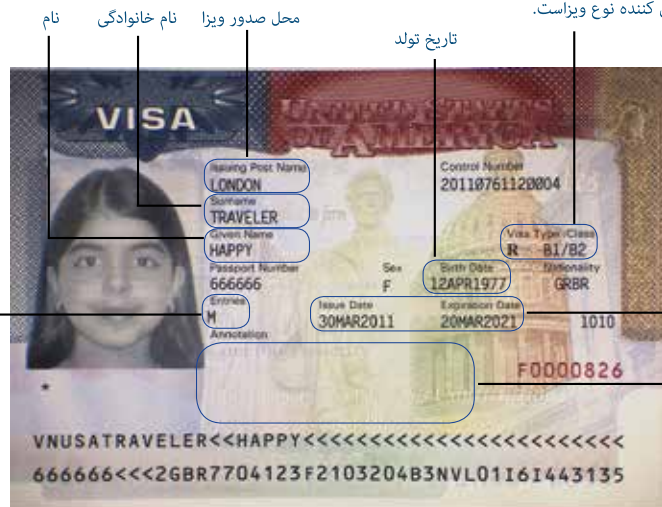 کننده نوع ویزاست.
نام
نام خانوادگی
محل صدور ویزا
تاریخ تولد
VISA
UNITED STATES
OF AMERICA
Issuing Post Name
LONDON
Control Number
20110761120004
Surname
TRAVELER
Given Name
HAPPY
Visa Type /Class
R B1/B2
Passport Number
666666
Sex
F
Birth Date
12APR1977
Nationality
GRBR
Entries
M
Issue Date
30MAR2011
Expiration Date
20MAR2021
1010
Annotation
F0000826
*
VNUSATRAVELER<<HAPPY<<<<<<<<<<<<<<<<<<<<<<<<
666666<<<2GBR7704123F2103204B3NVL01I6I443135